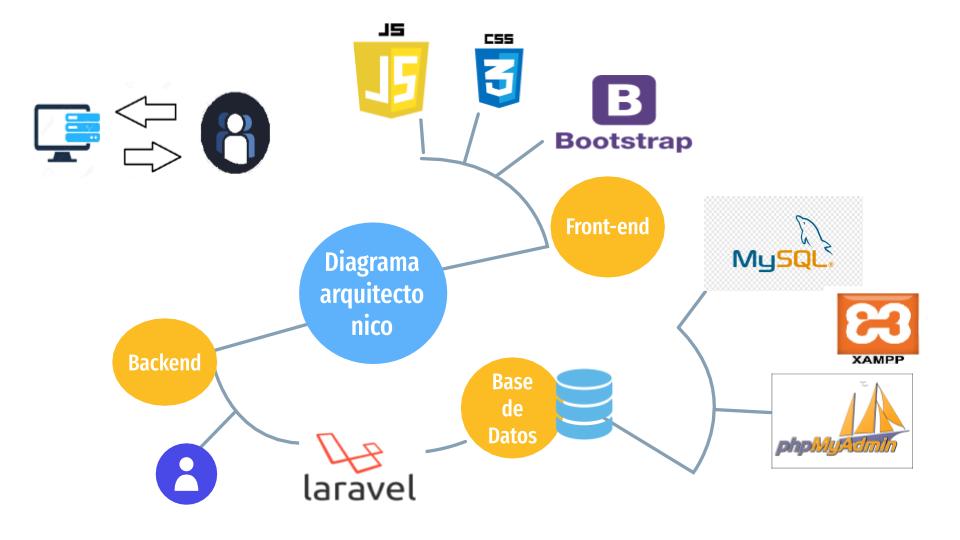 JS
JS
CSS
3
B
Bootstrap
Front-end
MySQL®
Diagrama
arquitecto
nico
XAMPP
Backend
Base
de
Datos
phpMyAdmin
laravel